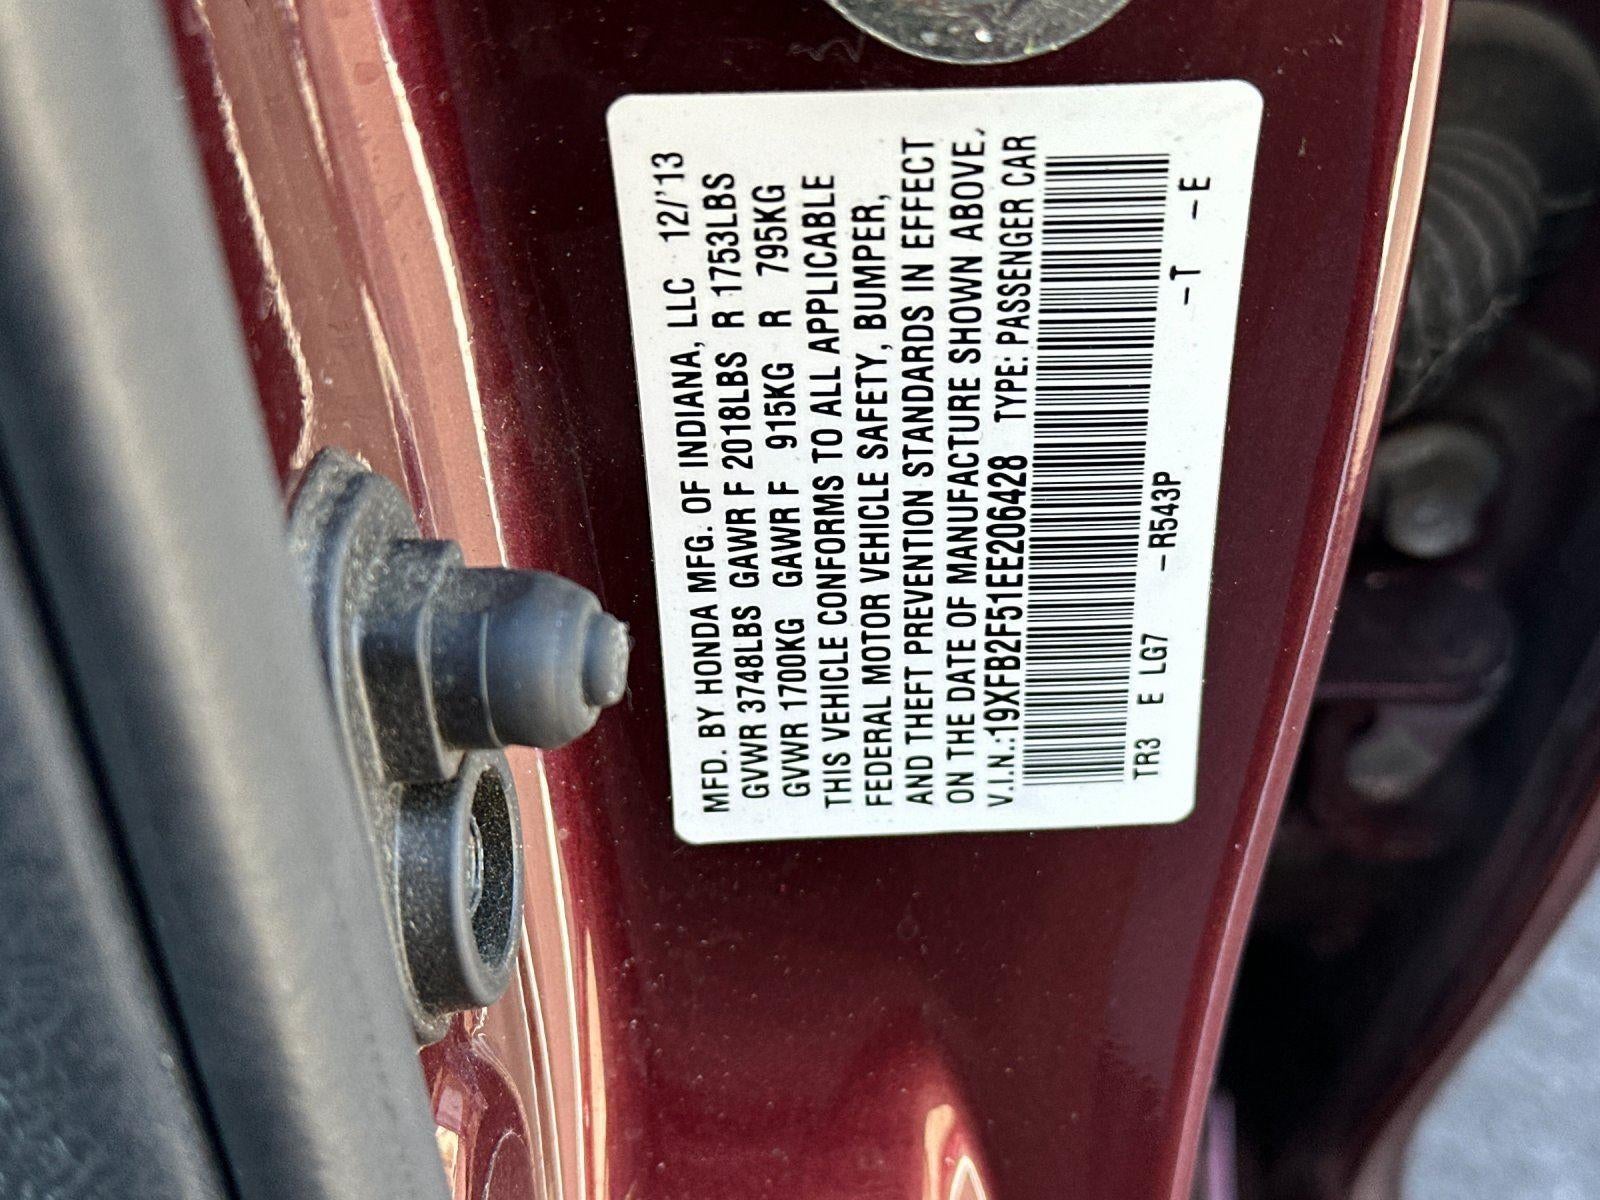 MFD. BY HONDA MFG. OF INDIANA, LLC 12/'13
GVWR 3748LBS GAWR F 2018LBS R 1753LBS
GVWR 1700KG GAWR F 915KG R 795KG
THIS VEHICLE CONFORMS TO ALL APPLICABLE
FEDERAL MOTOR VEHICLE SAFETY, BUMPER,
AND THEFT PREVENTION STANDARDS IN EFFECT
ON THE DATE OF MANUFACTURE SHOWN ABOVE.
V.I.N.:19XFB2F51EE206428 TYPE: PASSENGER CAR
TR3 E LG7 -R543P -T -E